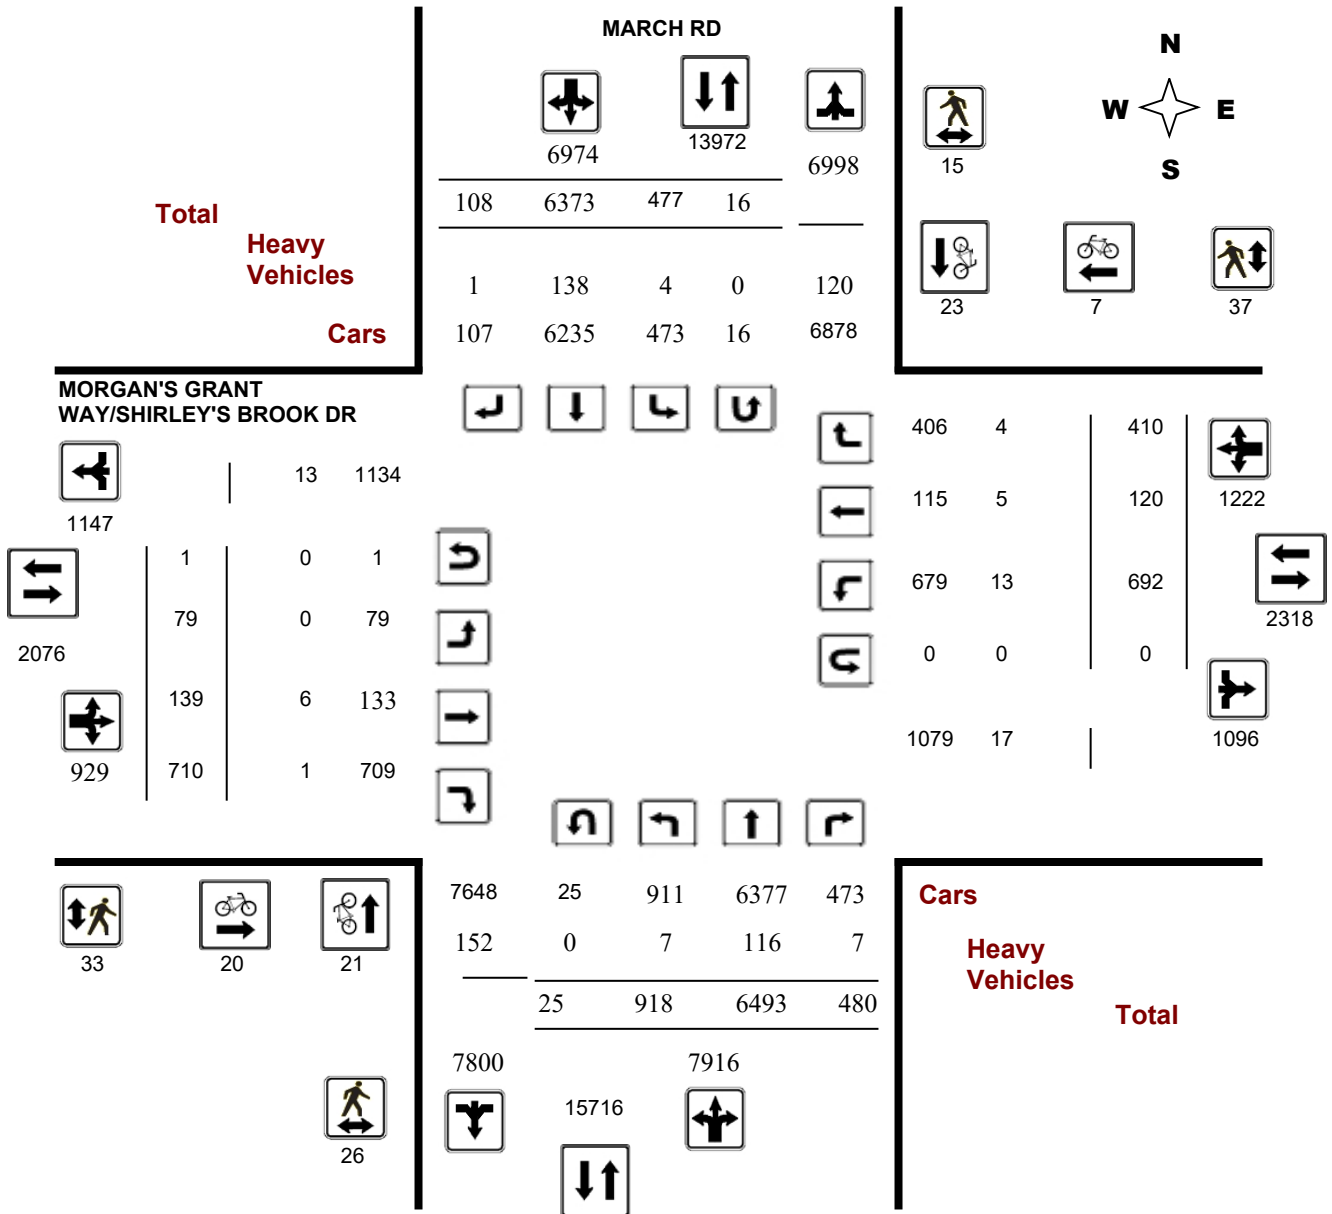 MARCH RD
N
W E
S
6974 13972 6998 15
108 6373 477 16
Total
Heavy
Vehicles
1 138 4 0 120
23 7 37
Cars 107 6235 473 16 6878
MORGAN'S GRANT
WAY/SHIRLEY'S BROOK DR
406 4 410
13 1134
115 5 120 1222
1147
1 0 1
679 13 692
79 0 79
2318
2076
0 0 0
139 6 133
1079 17 1096
929 710 1 709
7648 25 911 6377 473 Cars
152 0 7 116 7 Heavy
Vehicles
33 20 21
25 918 6493 480 Total
7800 7916
15716
26